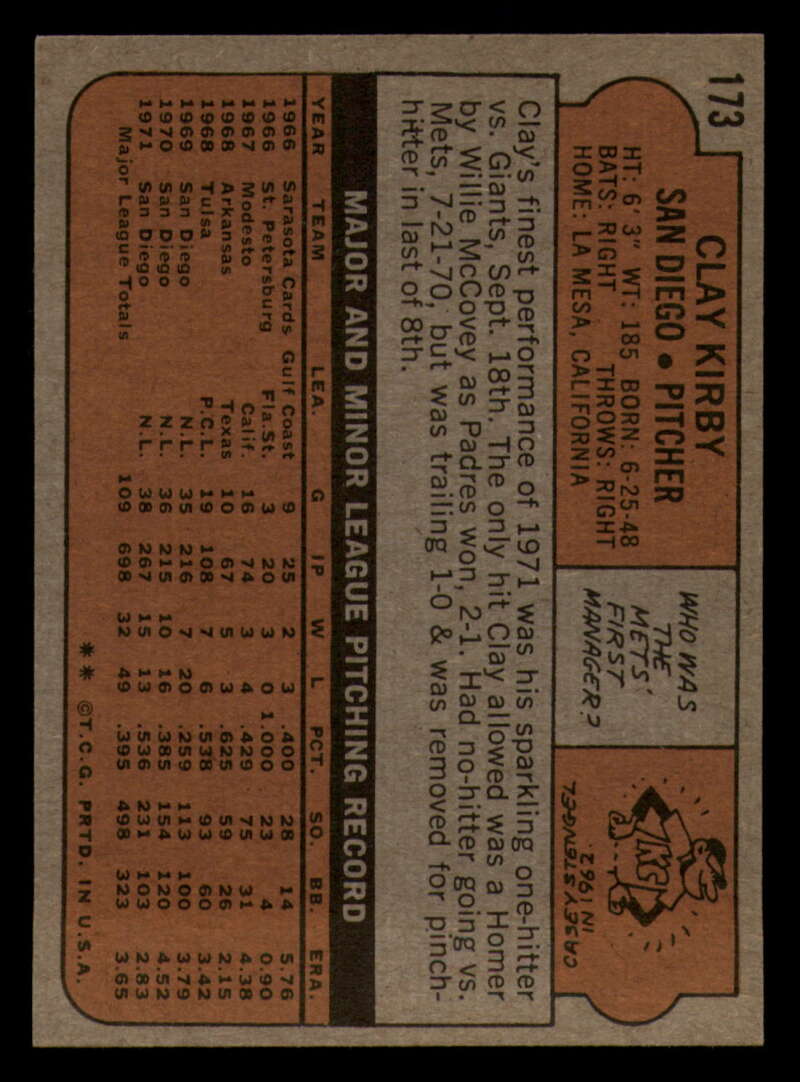 173
CLAY KIRBY
SAN DIEGO • PITCHER
HT: 6' 3" WT: 185 BORN: 6-25-48
BATS: RIGHT THROWS: RIGHT
HOME: LA MESA, CALIFORNIA
WHO WAS
THE
METS'
FIRST
MANAGER?
CASEY STENGEL
IN 1962.
Clay's finest performance of 1971 was his sparkling one-hitter
vs. Giants, Sept. 18th. The only hit Clay allowed was a Homer
by Willie McCovey as Padres won, 2-1. Had no-hitter going vs.
Mets, 7-21-70, but was trailing 1-0 & was removed for pinch-
hitter in last of 8th.
MAJOR AND MINOR LEAGUE PITCHING RECORD
YEAR TEAM LEA. G IP W L PCT. SO. BB. ERA.
1966 Sarasota Cards Gulf Coast 9 25 2 3 .400 28 14 5.76
1966 St. Petersburg Fla.St. 3 20 3 0 1.000 23 4 0.90
1967 Modesto Calif. 16 74 3 4 .429 75 31 4.38
1968 Arkansas Texas 10 67 5 3 .625 59 26 2.15
1968 Tulsa P.C.L. 19 108 7 6 .538 93 60 3.42
1969 San Diego N.L. 35 216 7 20 .259 113 100 3.79
1970 San Diego N.L. 36 215 10 16 .385 154 120 4.52
1971 San Diego N.L. 38 267 15 13 .536 231 103 2.83
Major League Totals 109 698 32 49 .395 498 323 3.65
** ©T.C.G. PRTD. IN U.S.A.